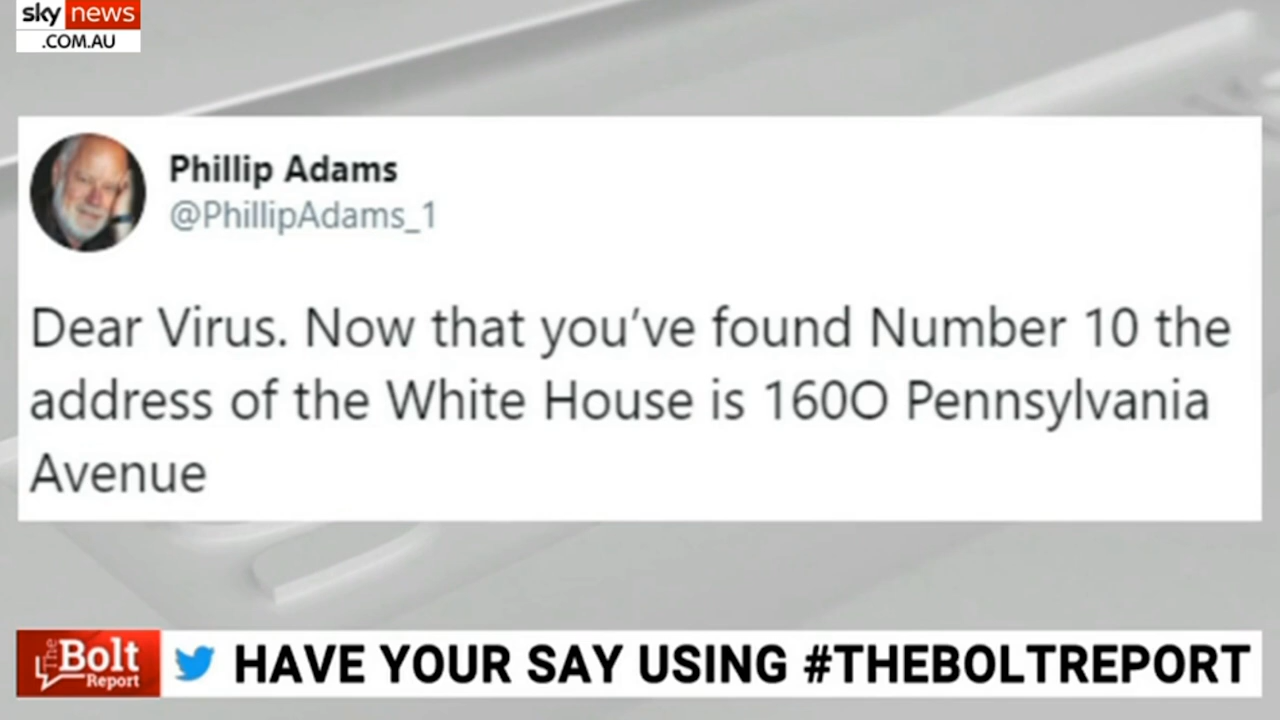 sky news
.COM.AU
Phillip Adams
@PhillipAdams_1
Dear Virus. Now that you’ve found Number 10 the
address of the White House is 160O Pennsylvania
Avenue
The Bolt
Report
HAVE YOUR SAY USING #THEBOLTREPORT